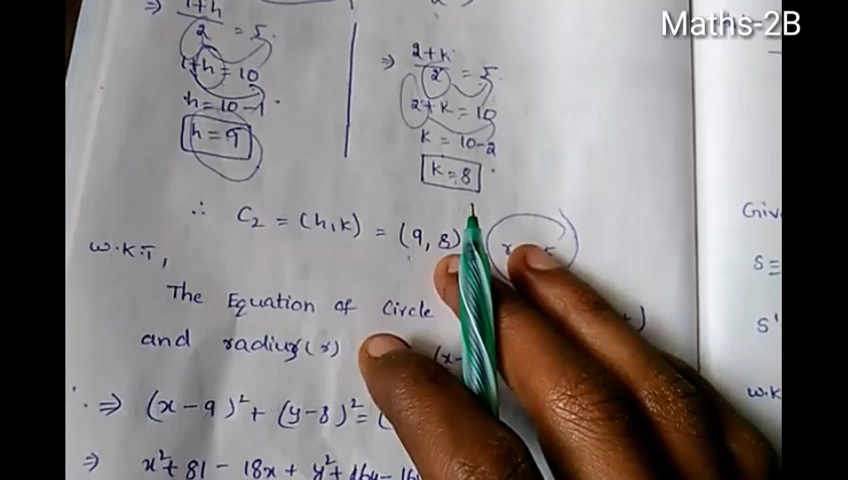 Maths-2B
⇒ 1+h/2 = 5
1+h = 10
h = 10-1
h = 9
⇒ 2+k/2 = 5
2+k = 10
k = 10-2
k = 8
∴ C₂ = (h,k) = (9, 8)
w.k.T,
The Equation of circle
and radius(r)
⇒ (x-9)² + (y-8)² = (
⇒ x² + 81 - 18x + y² +
Give
S≡
S'
w.k